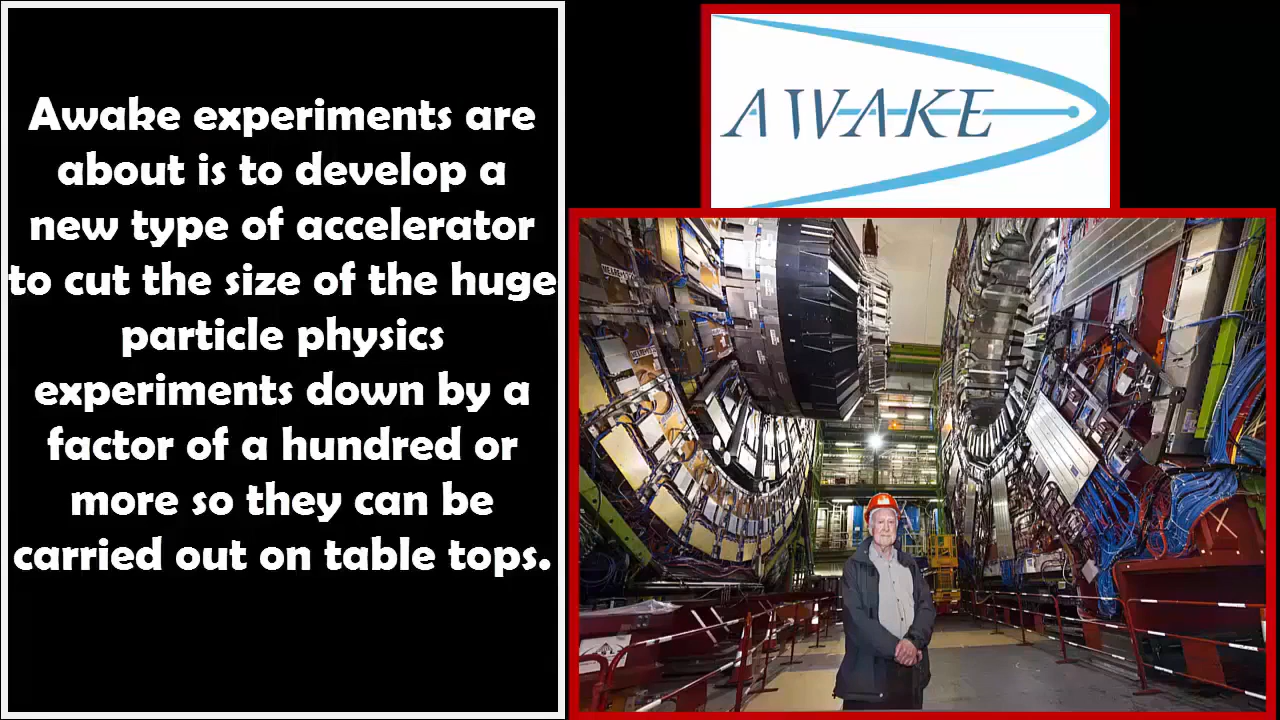 Awake experiments are
about is to develop a
new type of accelerator
to cut the size of the huge
particle physics
experiments down by a
factor of a hundred or
more so they can be
carried out on table tops.
AWAKE